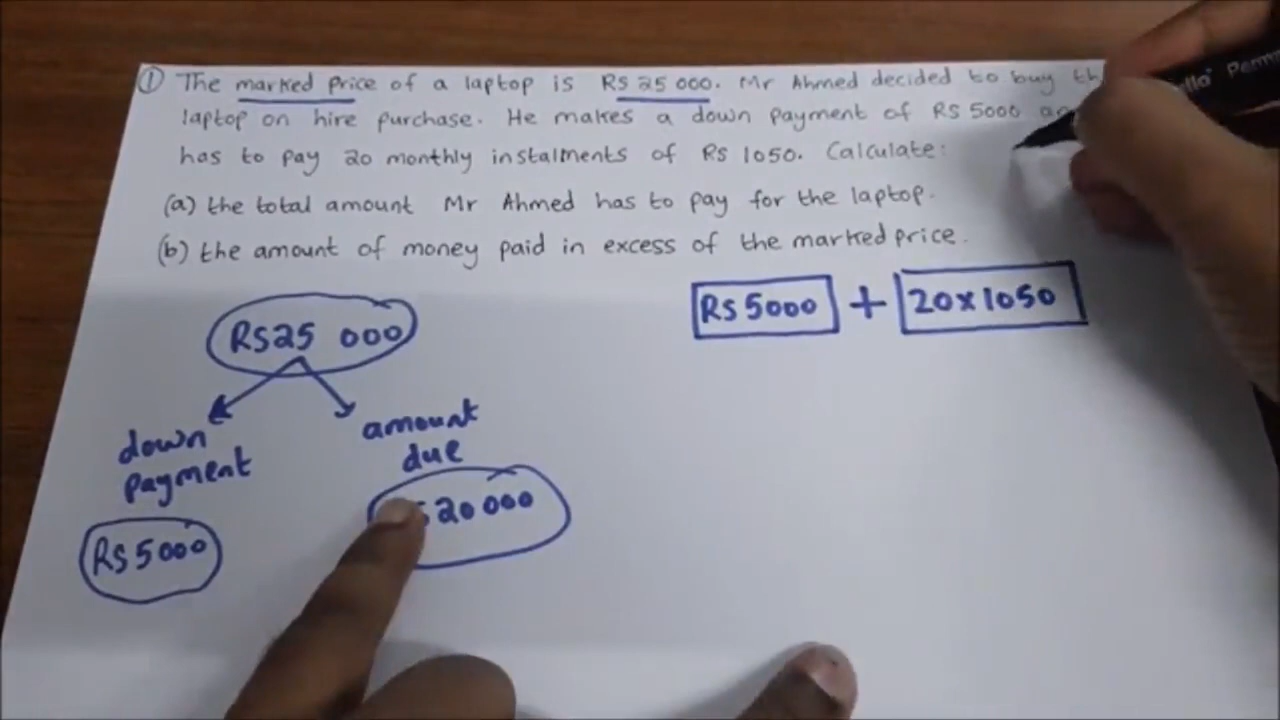 ① The marked price of a laptop is Rs 25 000. Mr Ahmed decided to buy
laptop on hire purchase. He makes a down payment of Rs 5000
has to pay 20 monthly instalments of Rs 1050. Calculate:
(a) the total amount Mr Ahmed has to pay for the laptop.
(b) the amount of money paid in excess of the marked price.
Rs 5000 + 20 x 1050
Rs 25 000
down
payment
amount
due
Rs 5000
20 000